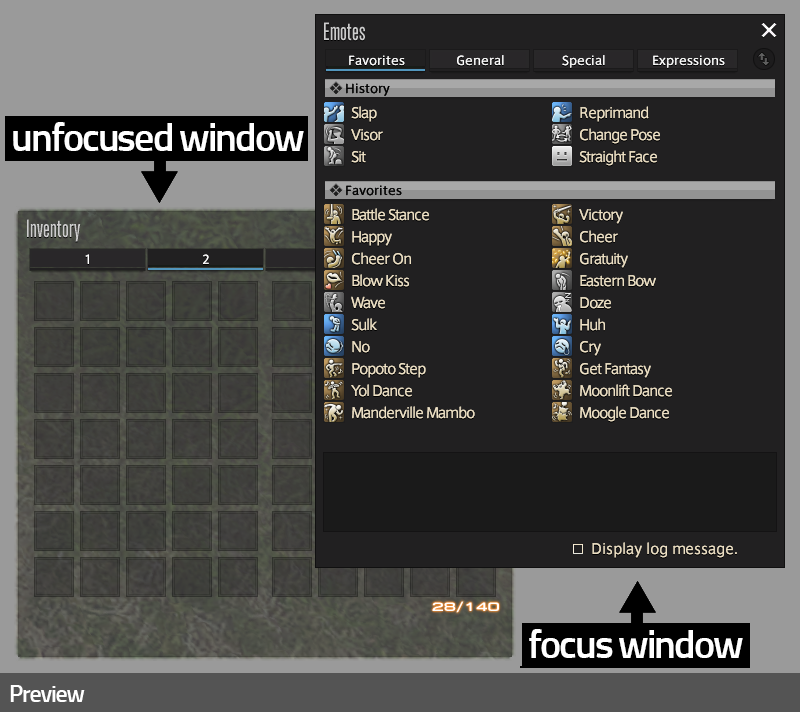 Emotes
Favorites General Special Expressions
History
Slap Reprimand
Visor Change Pose
Sit Straight Face
Favorites
Battle Stance Victory
Happy Cheer
Cheer On Gratuity
Blow Kiss Eastern Bow
Wave Doze
Sulk Huh
No Cry
Popoto Step Get Fantasy
Yol Dance Moonlift Dance
Manderville Mambo Moogle Dance
Display log message.
unfocused window
Inventory
1 2
28/140
focus window
Preview